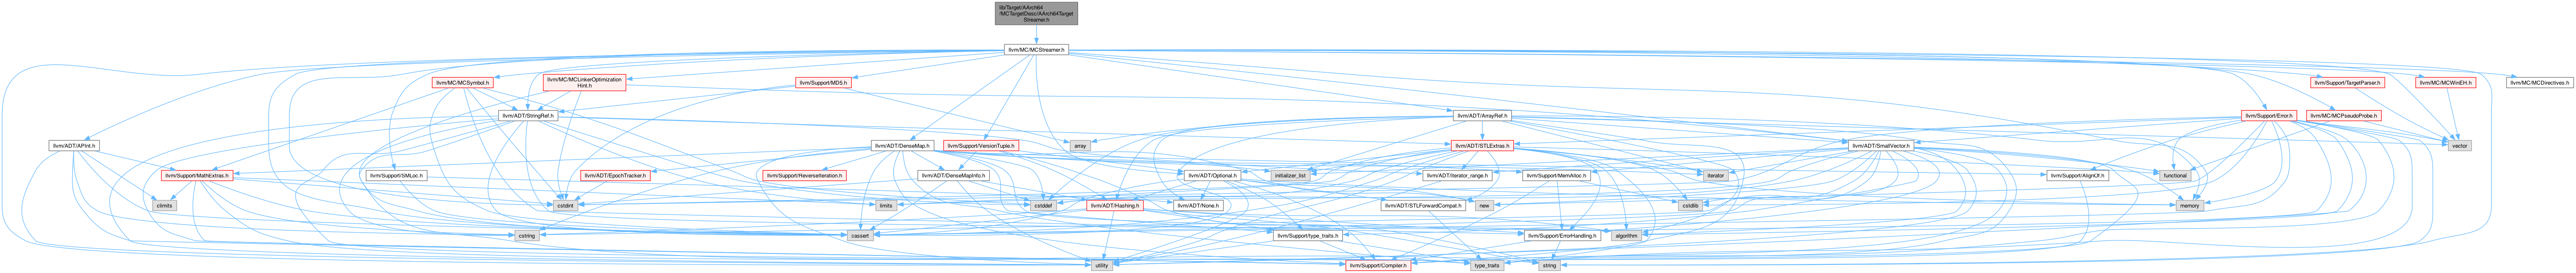 lib/Target/AArch64
/MCTargetDesc/AArch64Target
Streamer.h
llvm/MC/MCStreamer.h
llvm/MC/MCSymbol.h
llvm/MC/MCLinkerOptimization
Hint.h
llvm/Support/MD5.h
llvm/Support/TargetParser.h
llvm/MC/MCWinEH.h
llvm/MC/MCDirectives.h
llvm/ADT/StringRef.h
llvm/ADT/ArrayRef.h
llvm/Support/Error.h
llvm/MC/MCPseudoProbe.h
llvm/ADT/APInt.h
array
llvm/ADT/DenseMap.h
llvm/Support/VersionTuple.h
llvm/ADT/STLExtras.h
llvm/ADT/SmallVector.h
vector
llvm/Support/MathExtras.h
llvm/Support/SMLoc.h
llvm/ADT/EpochTracker.h
llvm/Support/ReverseIteration.h
llvm/ADT/DenseMapInfo.h
initializer_list
llvm/ADT/Optional.h
llvm/ADT/iterator_range.h
llvm/Support/MemAlloc.h
iterator
llvm/Support/AlignOf.h
functional
climits
cstdint
limits
cstddef
llvm/ADT/None.h
llvm/ADT/Hashing.h
llvm/ADT/STLForwardCompat.h
new
cstdlib
memory
cstring
cassert
llvm/Support/type_traits.h
llvm/Support/ErrorHandling.h
algorithm
utility
llvm/Support/Compiler.h
type_traits
string